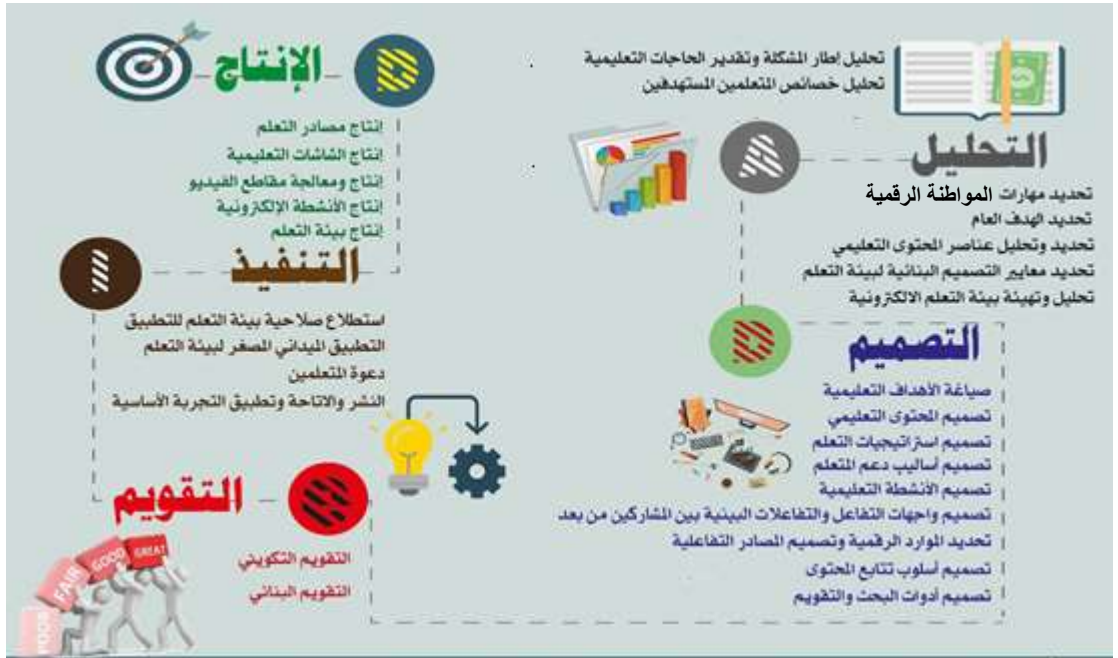 تحليل إطار المشكلة وتقدير الحاجات التعليمية
تحليل خصائص المتعلمين المستهدفين
A
التحليل
تحديد مهارات المواطنة الرقمية
تحديد الهدف العام
تحديد وتحليل عناصر المحتوى التعليمي
تحديد معايير التصميم البنائية لبيئة التعلم
تحليل وتهيئة بيئة التعلم الالكترونية
D
التصميم
صياغة الأهداف التعليمية
تصميم المحتوى التعليمي
تصميم استراتيجيات التعلم
تصميم أساليب دعم المتعلم
تصميم الأنشطة التعليمية
تصميم واجهات التفاعل والتفاعلات البينية بين المشاركين من بعد
تحديد الموارد الرقمية وتصميم المصادر التفاعلية
تصميم أسلوب تتابع المحتوى
تصميم أدوات البحث والتقويم
D
الإنتاج
إنتاج مصادر التعلم
إنتاج الشاشات التعليمية
إنتاج ومعالجة مقاطع الفيديو
إنتاج الأنشطة الإلكترونية
إنتاج بيئة التعلم
I
التنفيذ
استطلاع صلاحية بيئة التعلم للتطبيق
التطبيق الميداني المصغر لبيئة التعلم
دعوة المتعلمين
النشر والاتاحة وتطبيق التجربة الأساسية
التقويم
التقويم التكويني
التقويم البنائي
POOR
FAIR
GOOD
GREAT